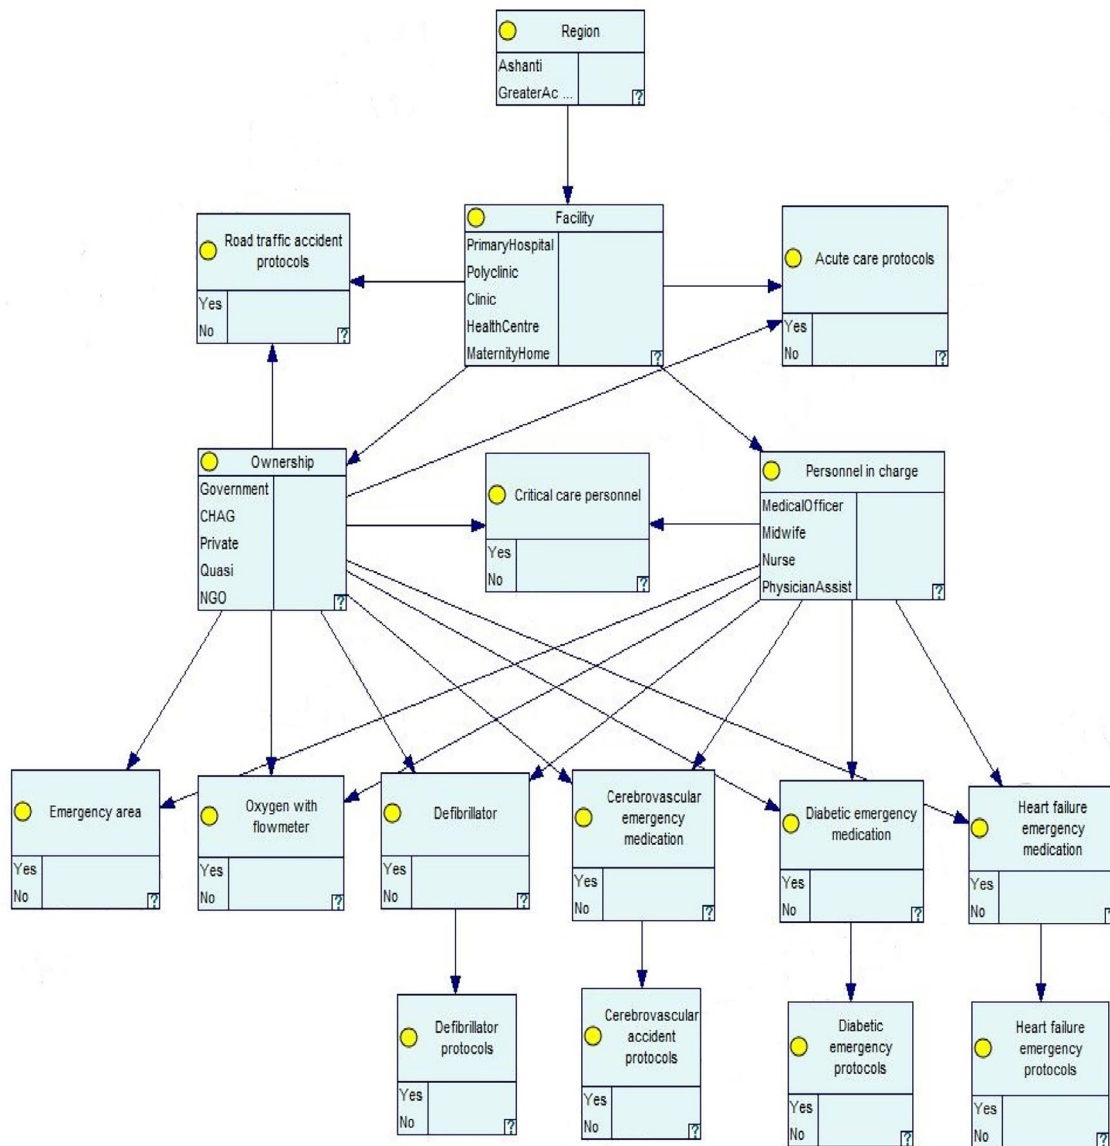 Region
Ashanti
GreaterAc ...
?
Road traffic accident
protocols
Yes
No
?
Facility
PrimaryHospital
Polyclinic
Clinic
HealthCentre
MaternityHome
?
Acute care protocols
Yes
No
?
Ownership
Government
CHAG
Private
Quasi
NGO
?
Critical care personnel
Yes
No
?
Personnel in charge
MedicalOfficer
Midwife
Nurse
PhysicianAssist
?
Emergency area
Yes
No
?
Oxygen with
flowmeter
Yes
No
?
Defibrillator
Yes
No
?
Cerebrovascular
emergency
medication
Yes
No
?
Diabetic emergency
medication
Yes
No
?
Heart failure
emergency
medication
Yes
No
?
Defibrillator
protocols
Yes
No
?
Cerebrovascular
accident
protocols
Yes
No
?
Diabetic
emergency
protocols
Yes
No
?
Heart failure
emergency
protocols
Yes
No
?